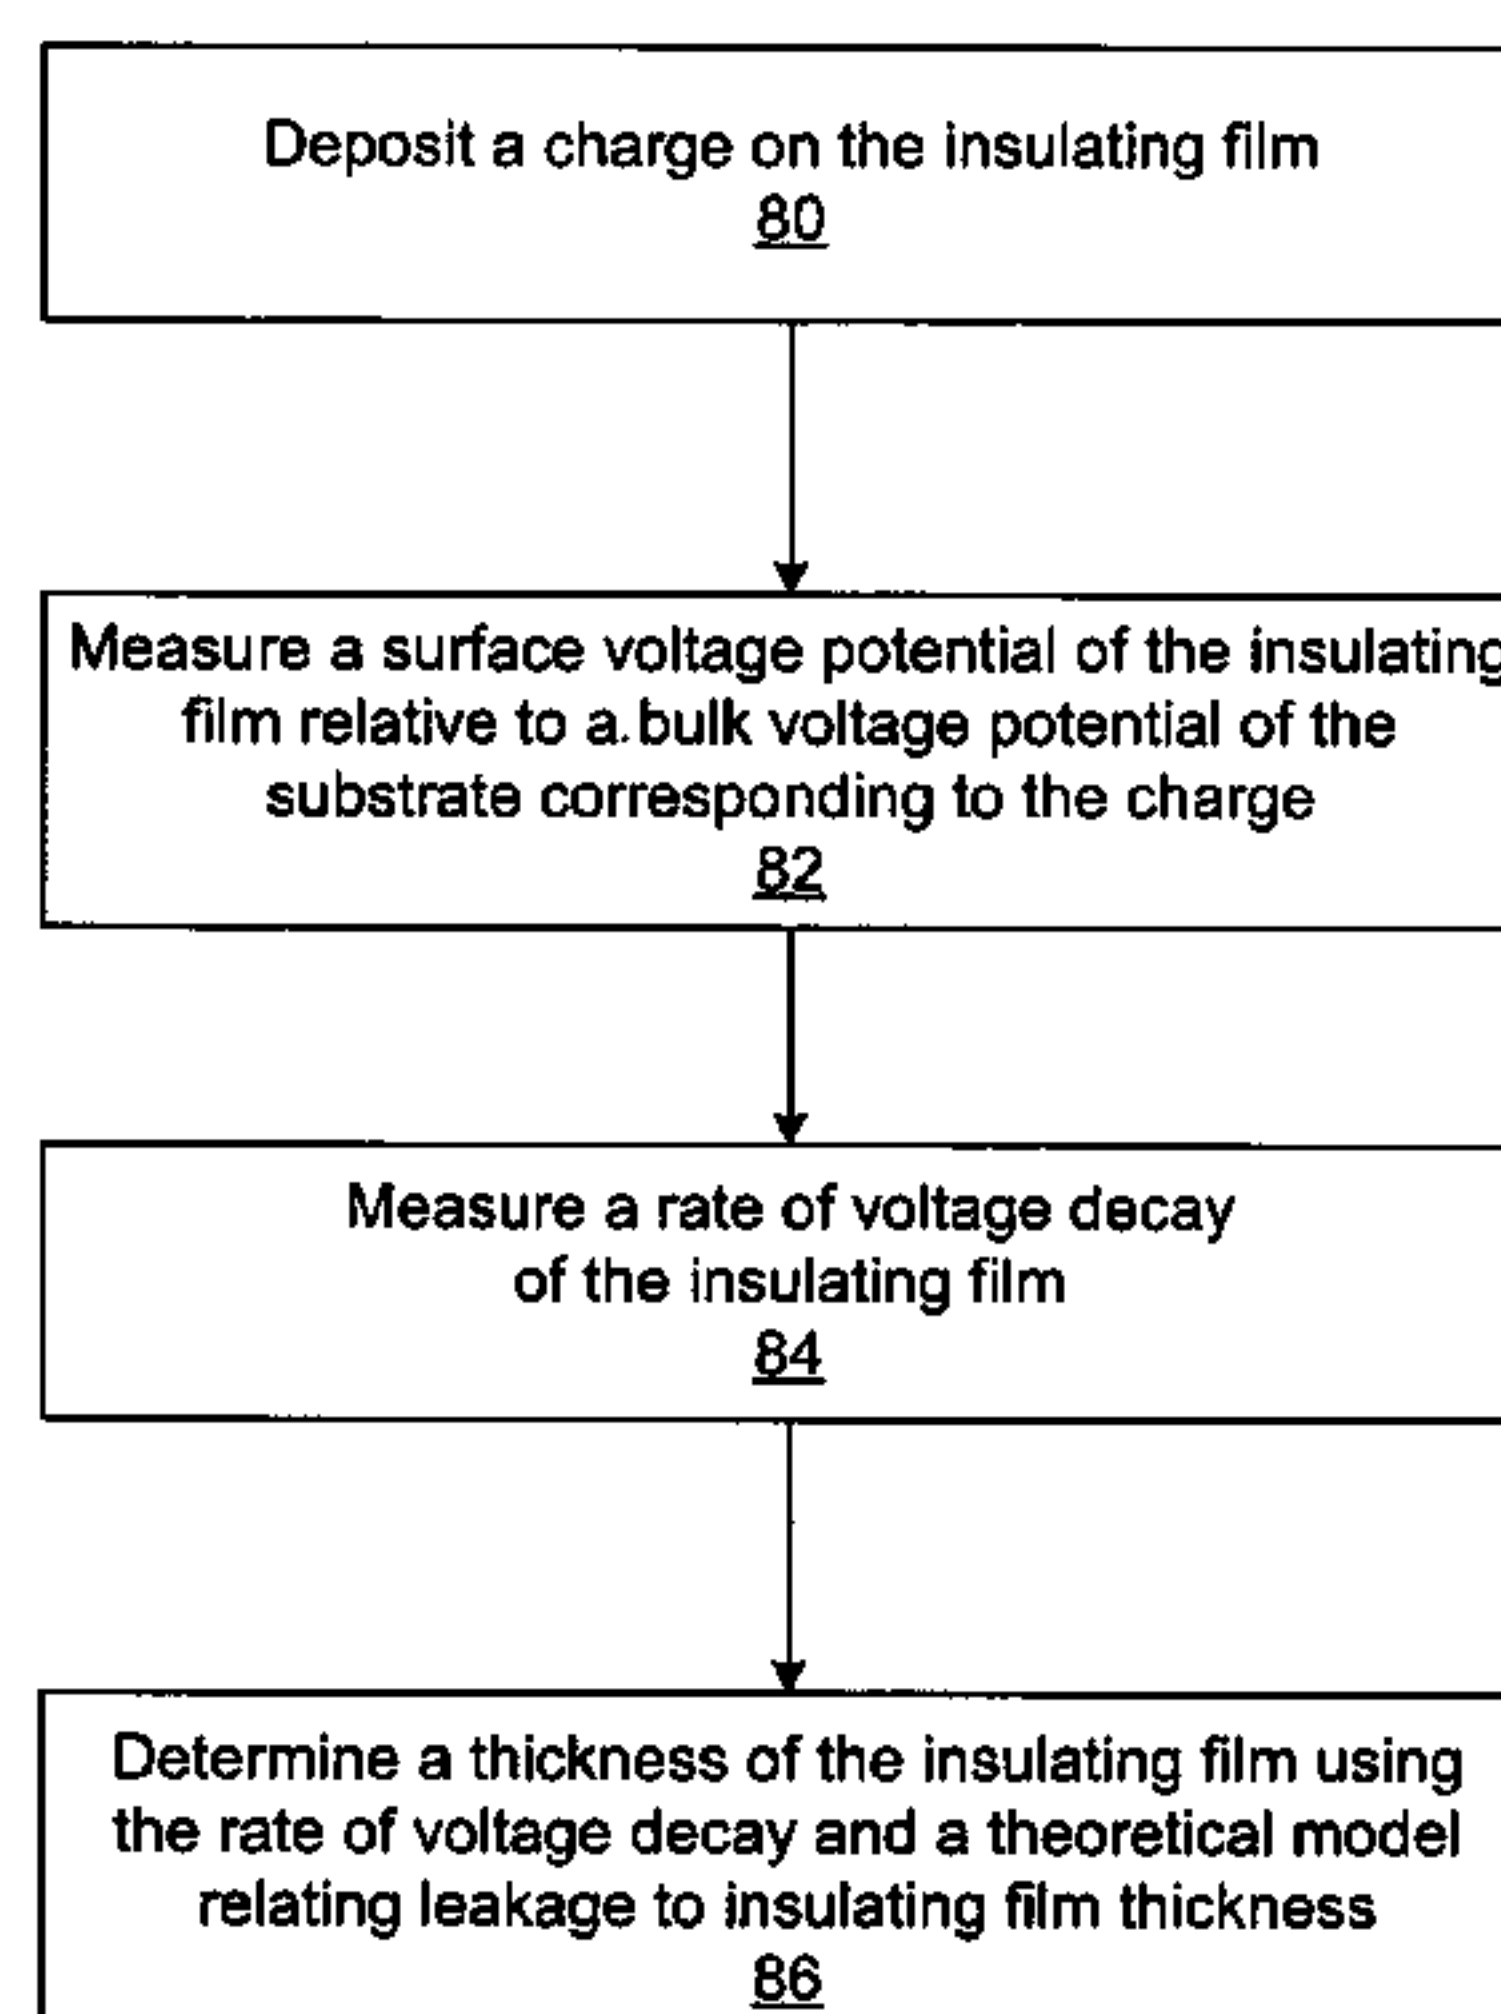 Deposit a charge on the insulating film
80
Measure a surface voltage potential of the insulating
film relative to a bulk voltage potential of the
substrate corresponding to the charge
82
Measure a rate of voltage decay
of the insulating film
84
Determine a thickness of the insulating film using
the rate of voltage decay and a theoretical model
relating leakage to insulating film thickness
86